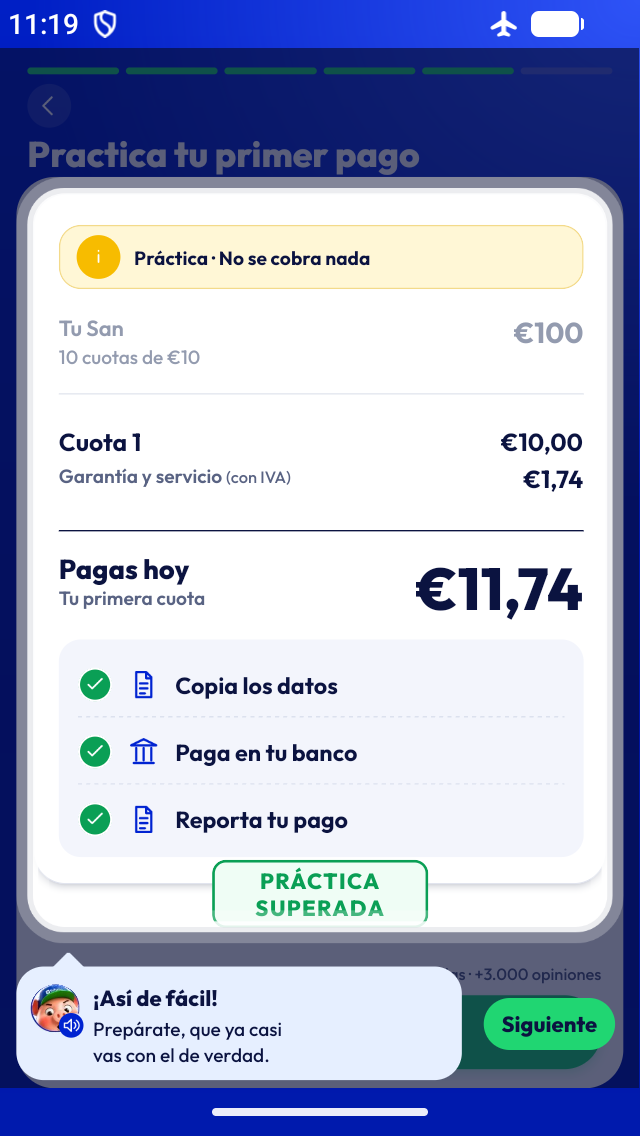 11:19
Practica tu primer pago
i
Práctica · No se cobra nada
Tu San
€100
10 cuotas de €10
Cuota 1
€10,00
Garantía y servicio (con IVA)
€1,74
Pagas hoy
€11,74
Tu primera cuota
Copia los datos
Paga en tu banco
Reporta tu pago
PRÁCTICA
SUPERADA
· +3.000 opiniones
¡Así de fácil!
Prepárate, que ya casi
vas con el de verdad.
Siguiente